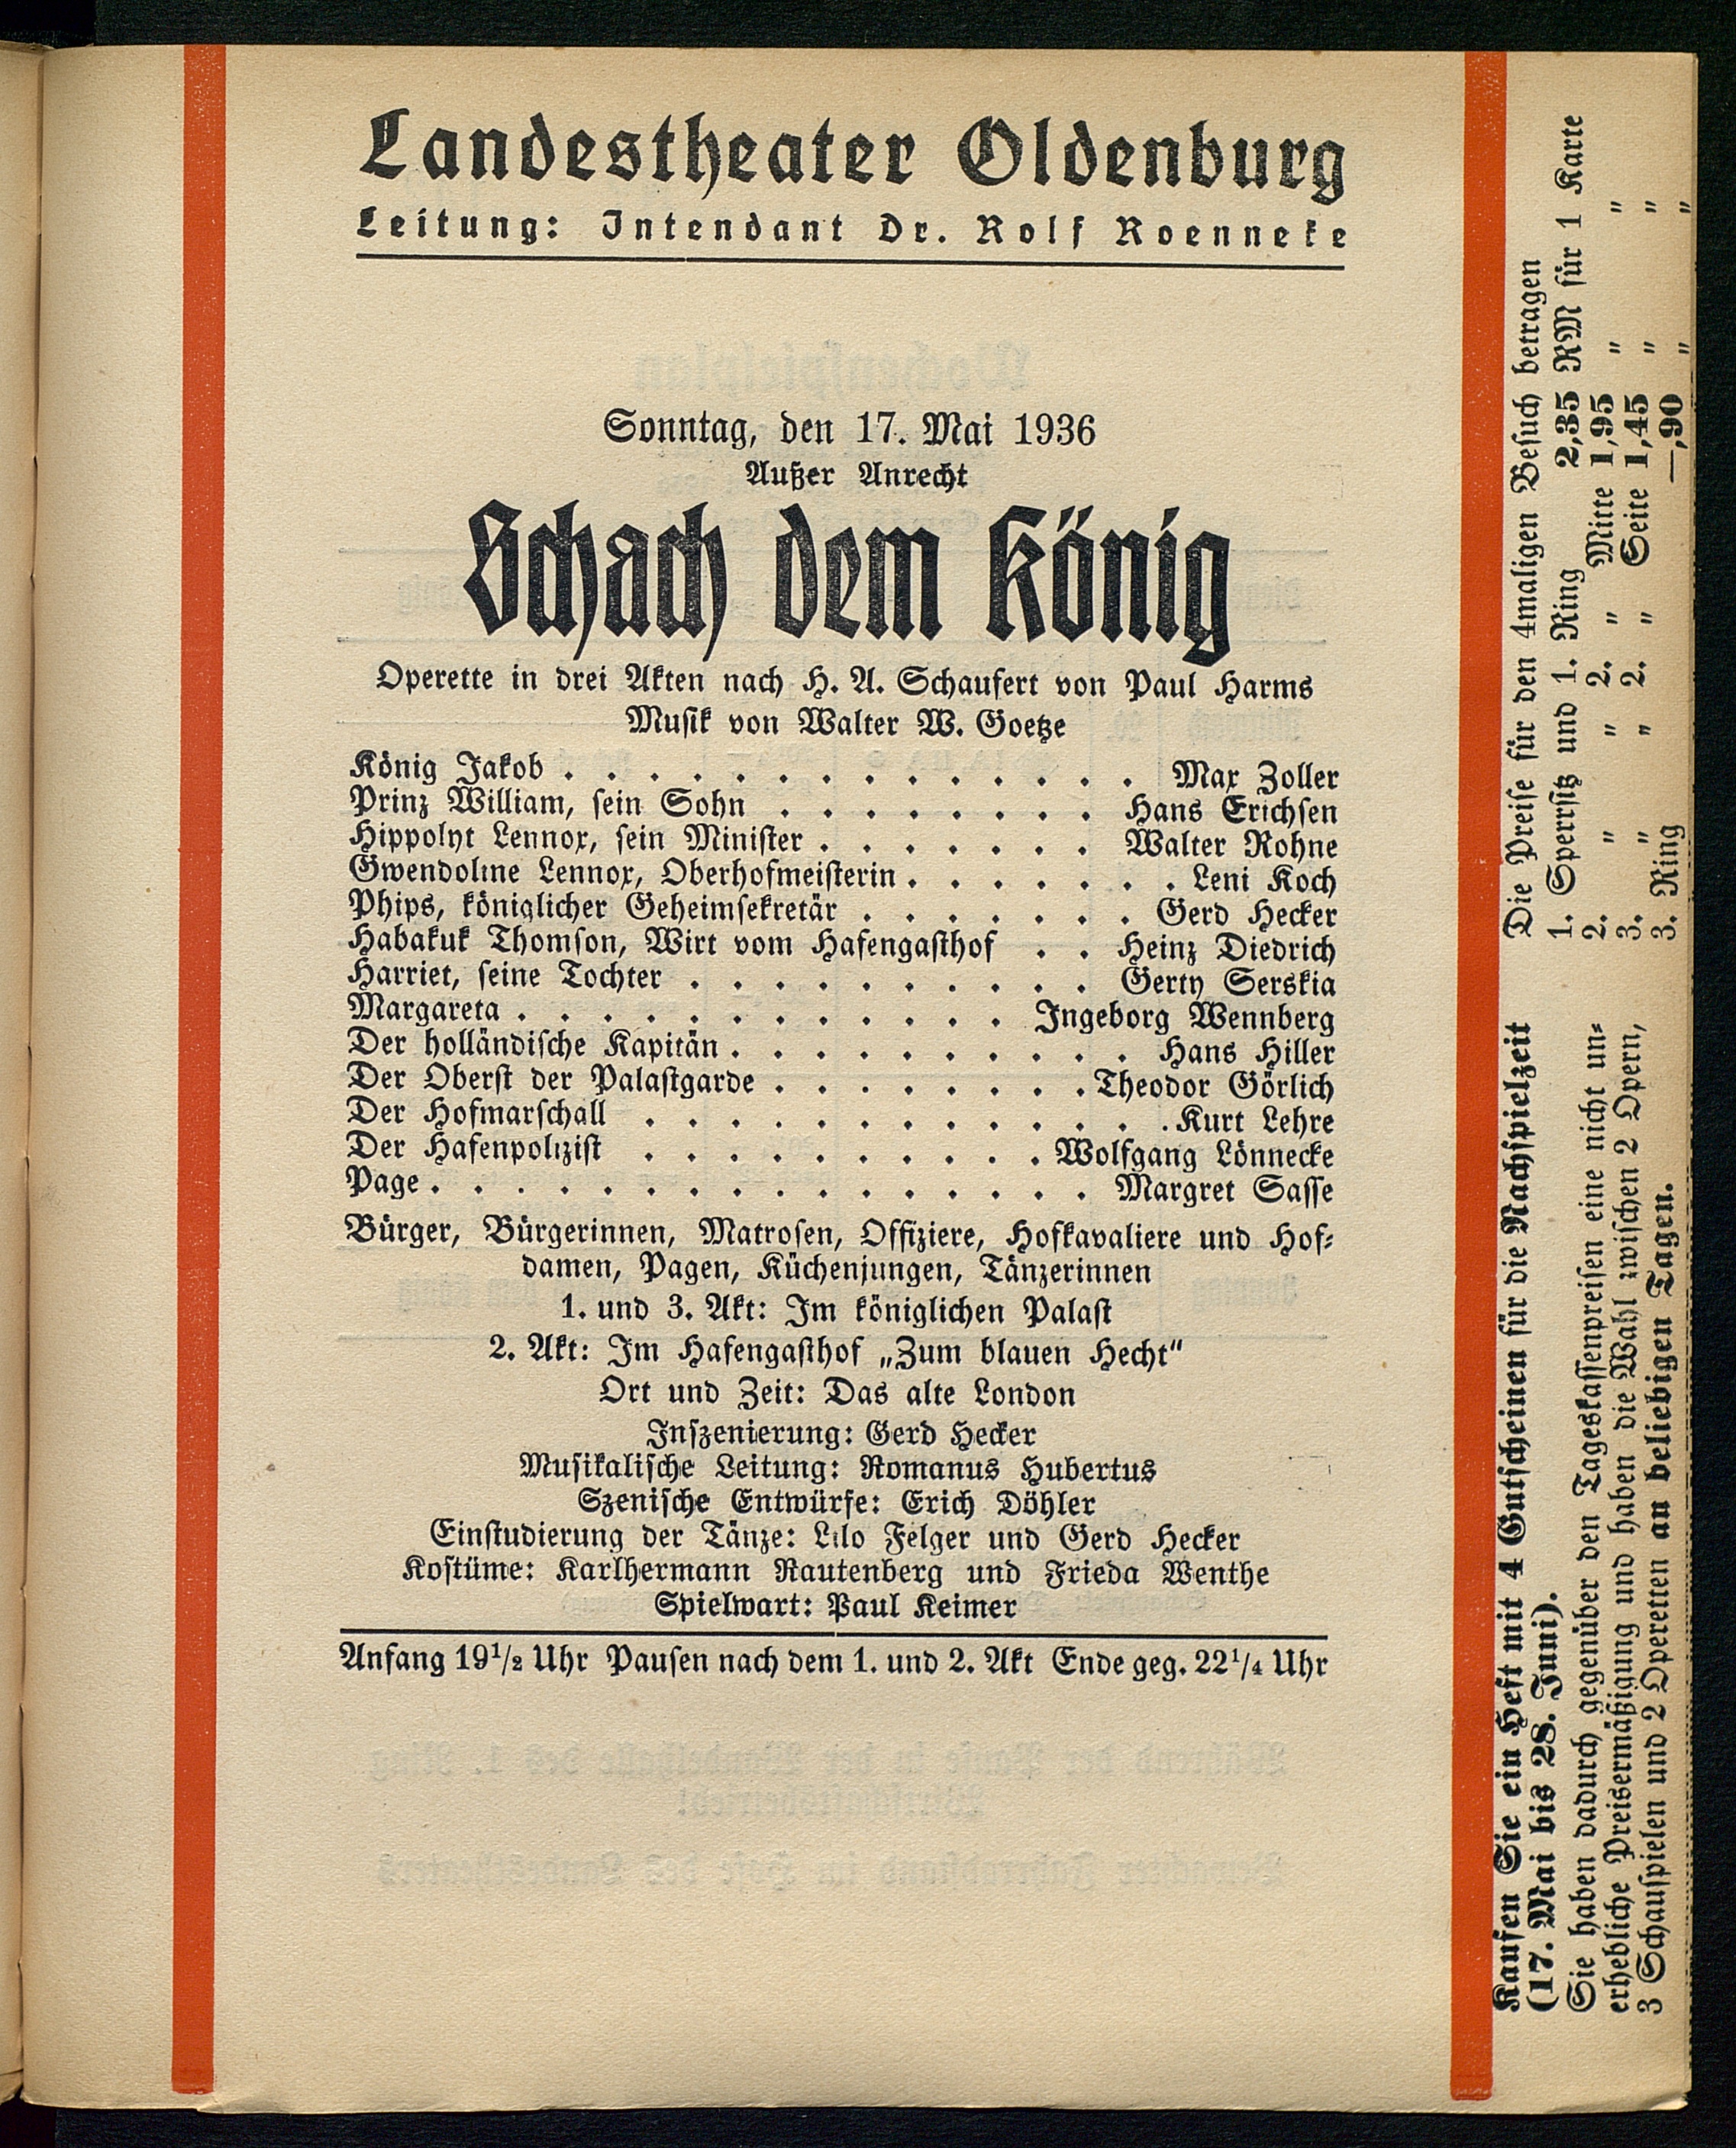 Landestheater Oldenburg
Leitung: Intendant Dr. Rolf Roenneke
Sonntag, den 17. Mai 1936
Außer Anrecht
Schach dem König
Operette in drei Akten nach H. A. Schaufert von Paul Harms
Musik von Walter W. Goetze
König Jakob . . . . . . . . . . . . . . Max Zoller
Prinz William, sein Sohn . . . . . . . . Hans Erichsen
Hippolyt Lennox, sein Minister . . . . . . . Walter Rohne
Gwendoline Lennox, Oberhofmeisterin . . . . . . . Leni Koch
Phips, königlicher Geheimsekretär . . . . . . . Gerd Hecker
Habakuk Thomson, Wirt vom Hafengasthof . . Heinz Diedrich
Harriet, seine Tochter . . . . . . . . . . Gerty Serskia
Margareta . . . . . . . . . . . . Ingeborg Wennberg
Der holländische Kapitän . . . . . . . . . . Hans Hiller
Der Oberst der Palastgarde . . . . . . . . Theodor Görlich
Der Hofmarschall . . . . . . . . . . . . . Kurt Lehre
Der Hafenpolizist . . . . . . . . . . Wolfgang Lönnecke
Page . . . . . . . . . . . . . . . . Margret Sasse
Bürger, Bürgerinnen, Matrosen, Offiziere, Hofkavaliere und Hof-
damen, Pagen, Küchenjungen, Tänzerinnen
1. und 3. Akt: Im königlichen Palast
2. Akt: Im Hafengasthof „Zum blauen Hecht“
Ort und Zeit: Das alte London
Inszenierung: Gerd Hecker
Musikalische Leitung: Romanus Hubertus
Szenische Entwürfe: Erich Döhler
Einstudierung der Tänze: Lilo Felger und Gerd Hecker
Kostüme: Karlhermann Rautenberg und Frieda Wenthe
Spielwart: Paul Keimer
Anfang 19¹/₂ Uhr Pausen nach dem 1. und 2. Akt Ende geg. 22¹/₄ Uhr
Kaufen Sie ein Heft mit 4 Gutscheinen für die Nachspielzeit
(17. Mai bis 28. Juni).
Sie haben dadurch gegenüber den Tageskassenpreisen eine nicht un-
erhebliche Preisermäßigung und haben die Wahl zwischen 2 Opern,
3 Schauspielen und 2 Operetten an beliebigen Tagen.
Die Preise für den 4maligen Besuch betragen
1. Sperrsitz und 1. Ring 2,35 RM für 1 Karte
2. " " 2. " Mitte 1,95 " "
3. " " 2. " Seite 1,45 " "
3. Ring —,90 " "